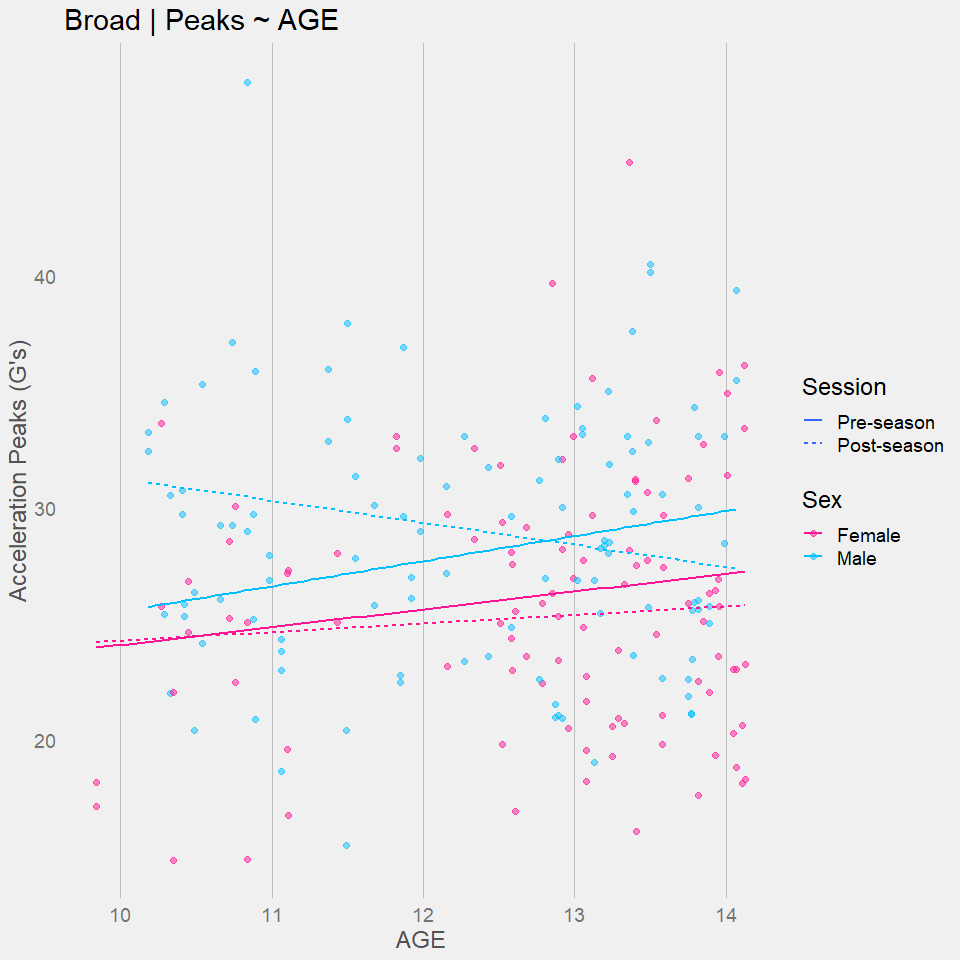 Broad | Peaks ~ AGE
Acceleration Peaks (G's)
40
30
20
10
11
12
13
14
AGE
Session
Pre-season
Post-season
Sex
Female
Male